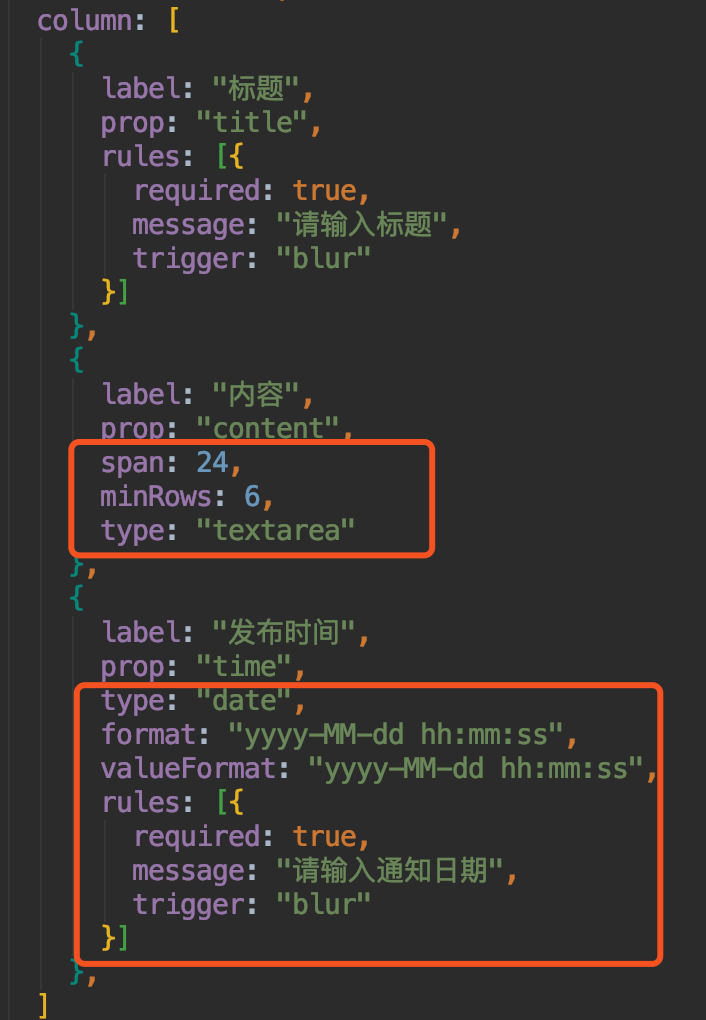 column: [
{
label: "标题",
prop: "title",
rules: [{
required: true,
message: "请输入标题",
trigger: "blur"
}]
},
{
label: "内容",
prop: "content",
span: 24,
minRows: 6,
type: "textarea"
},
{
label: "发布时间",
prop: "time",
type: "date",
format: "yyyy-MM-dd hh:mm:ss",
valueFormat: "yyyy-MM-dd hh:mm:ss",
rules: [{
required: true,
message: "请输入通知日期",
trigger: "blur"
}]
},
]